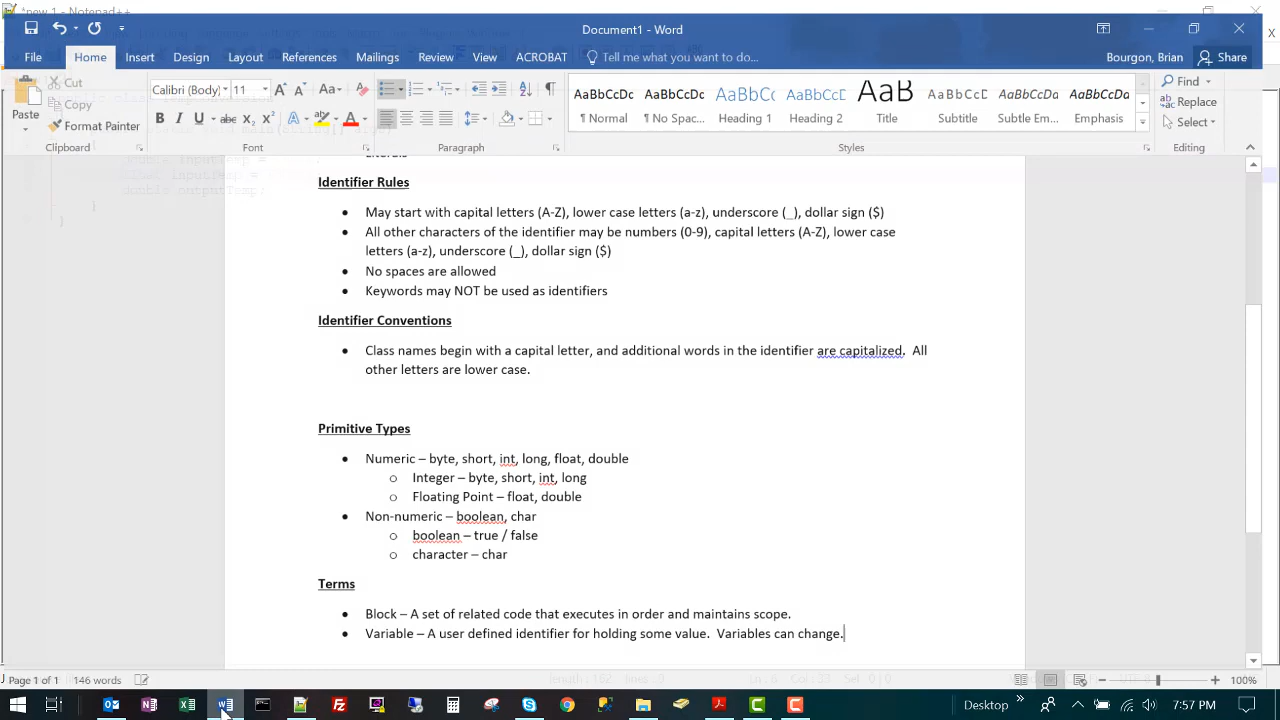 *new 1 - Notepad++
Document1 - Word
File Home Insert Design Layout References Mailings Review View ACROBAT Tell me what you want to do... Bourgon, Brian Share
Paste
Cut
Copy
Format Painter
Calibri (Body) 11
AaBbCcDc AaBbCcDc AaBbCc AaBbCcC AaB AaBbCcD AaBbCcDc AaBbCcDc
¶ Normal ¶ No Spac... Heading 1 Heading 2 Title Subtitle Subtle Em... Emphasis
Find
Replace
Select
Clipboard Font Paragraph Styles Editing
Literals
Identifier Rules
• May start with capital letters (A-Z), lower case letters (a-z), underscore (_), dollar sign ($)
• All other characters of the identifier may be numbers (0-9), capital letters (A-Z), lower case
letters (a-z), underscore (_), dollar sign ($)
• No spaces are allowed
• Keywords may NOT be used as identifiers
Identifier Conventions
• Class names begin with a capital letter, and additional words in the identifier are capitalized. All
other letters are lower case.
Primitive Types
• Numeric – byte, short, int, long, float, double
o Integer – byte, short, int, long
o Floating Point – float, double
• Non-numeric – boolean, char
o boolean – true / false
o character – char
Terms
• Block – A set of related code that executes in order and maintains scope.
• Variable – A user defined identifier for holding some value. Variables can change.
Page 1 of 1 146 words 100%
Desktop 7:57 PM